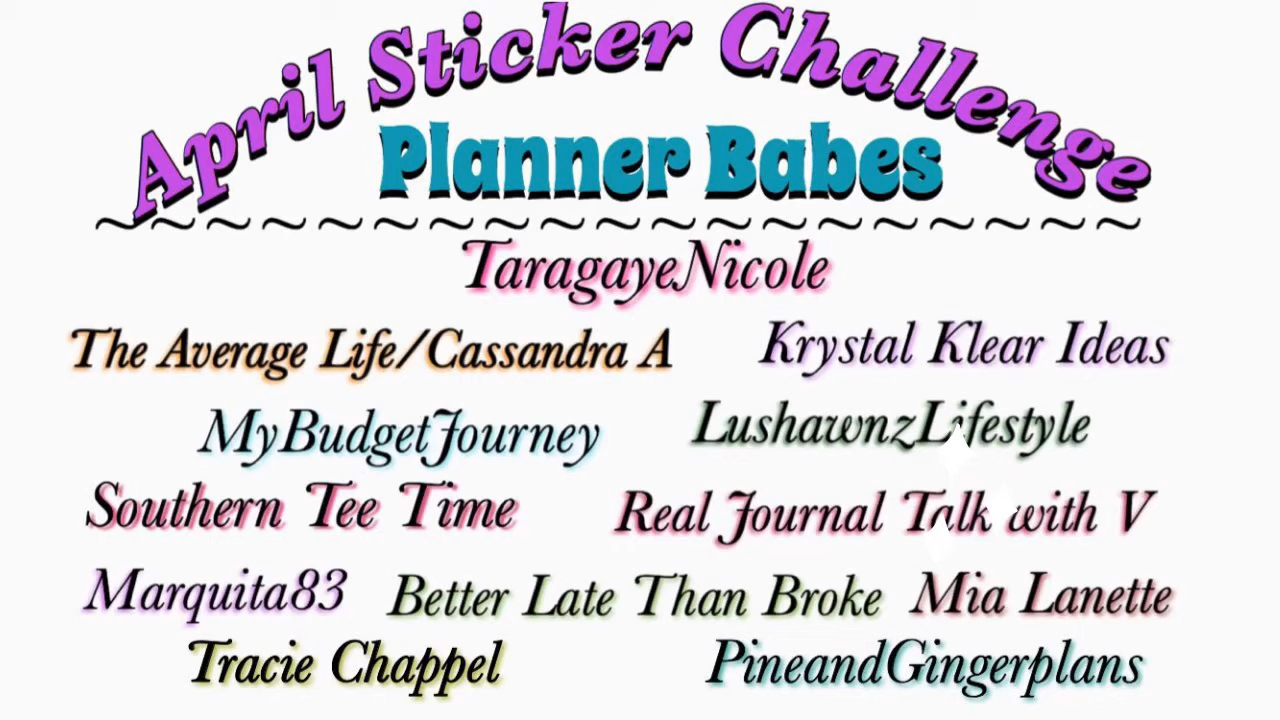 April Sticker Challenge
Planner Babes
~~~~~~~~~~~~~~~~~~~
TaragayeNicole
The Average Life/Cassandra A
Krystal Klear Ideas
MyBudgetJourney
LushawnzLifestyle
Southern Tee Time
Real Journal Talk with V
Marquita83
Better Late Than Broke
Mia Lanette
Tracie Chappel
PineandGingerplans